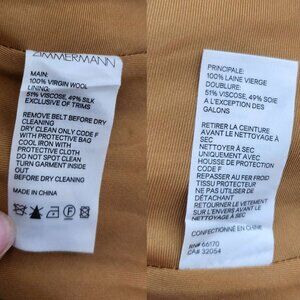 ZIMMERMANN
MAIN:
100% VIRGIN WOOL
LINING:
51% VISCOSE, 49% SILK
EXCLUSIVE OF TRIMS
REMOVE BELT BEFORE DRY
CLEANING
DRY CLEAN ONLY CODE F
WITH PROTECTIVE BAG
COOL IRON WITH
PROTECTIVE CLOTH
DO NOT SPOT CLEAN
TURN GARMENT INSIDE
OUT
BEFORE DRY CLEANING
MADE IN CHINA
PRINCIPALE:
100% LAINE VIERGE
DOUBLURE:
51% VISCOSE, 49% SOIE
A L'EXCEPTION DES
GALONS
RETIRER LA CEINTURE
AVANT LE NETTOYAGE À
SEC
NETTOYER À SEC
UNIQUEMENT AVEC
HOUSSE DE PROTECTION
CODE F
REPASSER AU FER FROID
TISSU PROTECTEUR
NE PAS UTILISER DE
DÉTACHANT
RETOURNER LE VETEMENT
SUR L'ENVERS AVANT LE
NETTOYAGE À SEC
CONFECTIONNÉ EN CHINE
RN# 66170
CA# 32054